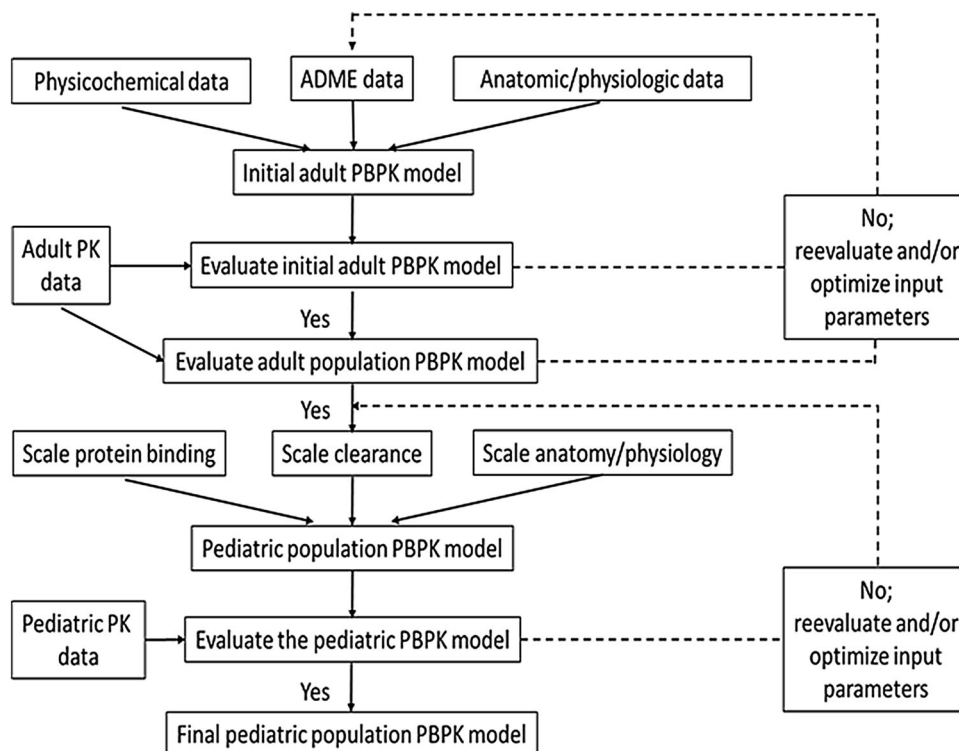 Physicochemical data
ADME data
Anatomic/physiologic data
Initial adult PBPK model
Adult PK
data
Evaluate initial adult PBPK model
No;
reevaluate and/or
optimize input
parameters
Yes
Evaluate adult population PBPK model
Yes
Scale protein binding
Scale clearance
Scale anatomy/physiology
Pediatric population PBPK model
Pediatric PK
data
Evaluate the pediatric PBPK model
No;
reevaluate and/or
optimize input
parameters
Yes
Final pediatric population PBPK model